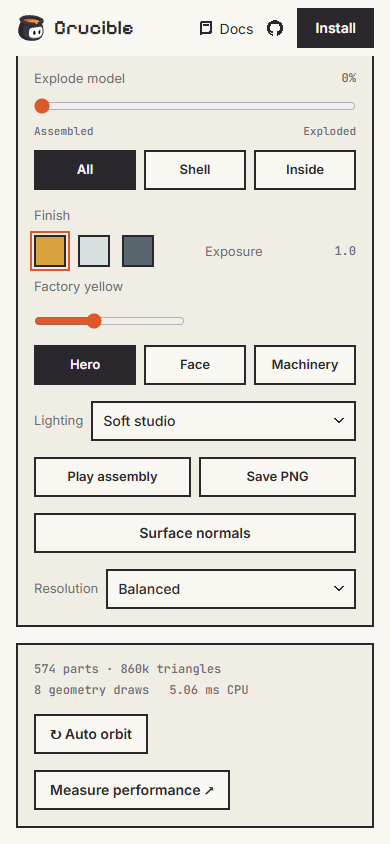 Crucible
Docs
Install
Explode model 0%
Assembled Exploded
All Shell Inside
Finish
Exposure 1.0
Factory yellow
Hero Face Machinery
Lighting Soft studio
Play assembly Save PNG
Surface normals
Resolution Balanced
574 parts · 860k triangles
8 geometry draws 5.06 ms CPU
↻ Auto orbit
Measure performance ↗